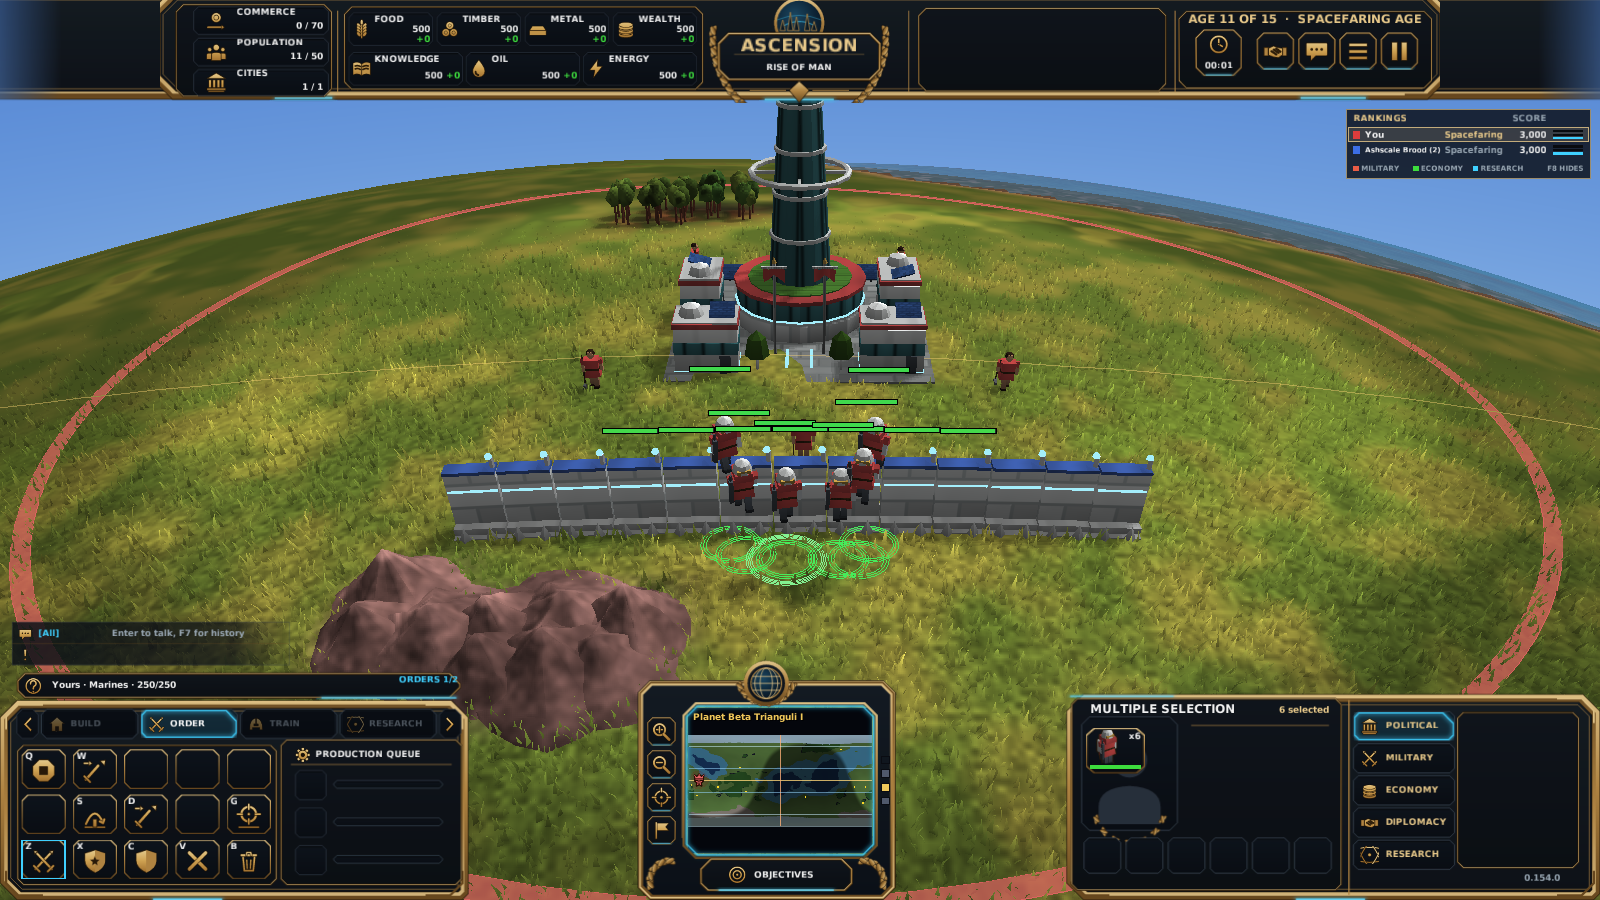 COMMERCE
0 / 70
POPULATION
11 / 50
CITIES
1 / 1
FOOD
500
+0
TIMBER
500
+0
METAL
500
+0
WEALTH
500
+0
KNOWLEDGE
500 +0
OIL
500 +0
ENERGY
500 +0
ASCENSION
RISE OF MAN
AGE 11 OF 15 · SPACEFARING AGE
00:01
RANKINGS SCORE
You Spacefaring 3,000
Ashscale Brood (2) Spacefaring 3,000
MILITARY ECONOMY RESEARCH F8 HIDES
[All] Enter to talk, F7 for history
!
Yours · Marines · 250/250
ORDERS 1/2
BUILD ORDER TRAIN RESEARCH
Q W
S D G
Z X C V B
PRODUCTION QUEUE
Planet Beta Trianguli I
OBJECTIVES
MULTIPLE SELECTION 6 selected
x6
POLITICAL
MILITARY
ECONOMY
DIPLOMACY
RESEARCH
0.154.0